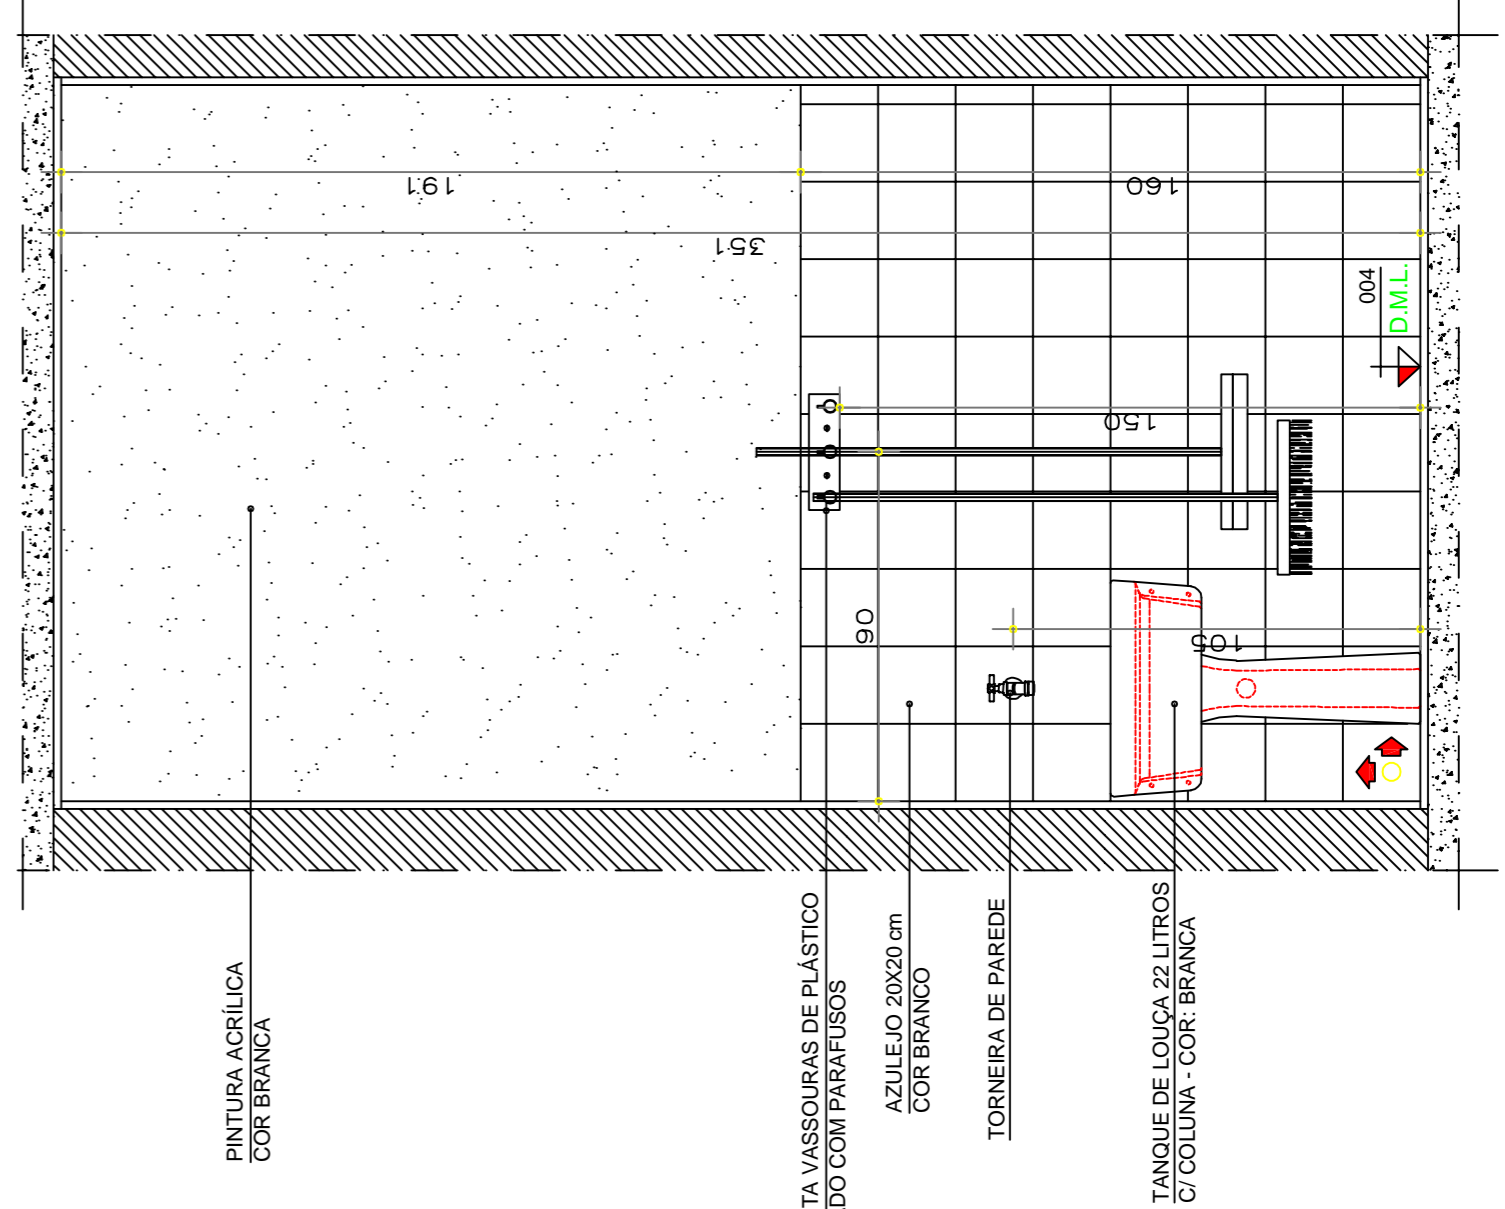 191
160
351
004
D.M.L.
150
90
105
PINTURA ACRÍLICA
COR BRANCA
TA VASSOURAS DE PLÁSTICO
DO COM PARAFUSOS
AZULEJO 20X20 cm
COR BRANCO
TORNEIRA DE PAREDE
TANQUE DE LOUÇA 22 LITROS
C/ COLUNA - COR: BRANCA